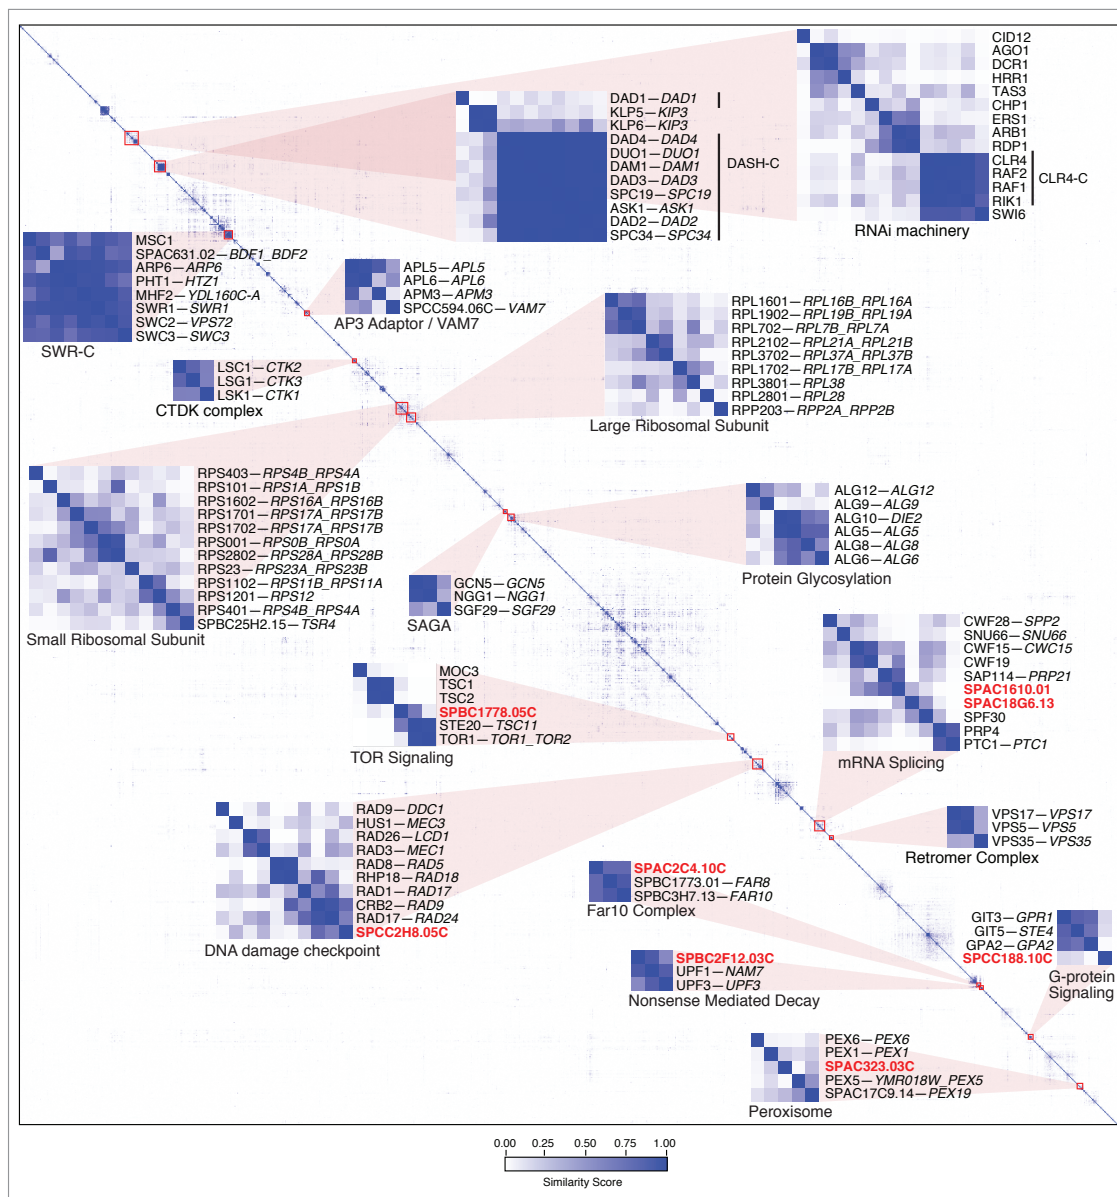 CID12
AGO1
DCR1
HRR1
TAS3
CHP1
ERS1
ARB1
RDP1
CLR4
RAF2
RAF1
RIK1
SWI6
CLR4-C
RNAi machinery
DAD1—DAD1
KLP5—KIP3
KLP6—KIP3
DAD4—DAD4
DUO1—DUO1
DAM1—DAM1
DAD3—DAD3
SPC19—SPC19
ASK1—ASK1
DAD2—DAD2
SPC34—SPC34
DASH-C
MSC1
SPAC631.02—BDF1_BDF2
ARP6—ARP6
PHT1—HTZ1
MHF2—YDL160C-A
SWR1—SWR1
SWC2—VPS72
SWC3—SWC3
SWR-C
APL5—APL5
APL6—APL6
APM3—APM3
SPCC594.06C—VAM7
AP3 Adaptor / VAM7
RPL1601—RPL16B_RPL16A
RPL1902—RPL19B_RPL19A
RPL702—RPL7B_RPL7A
RPL2102—RPL21A_RPL21B
RPL3702—RPL37A_RPL37B
RPL1702—RPL17B_RPL17A
RPL3801—RPL38
RPL2801—RPL28
RPP203—RPP2A_RPP2B
Large Ribosomal Subunit
LSC1—CTK2
LSG1—CTK3
LSK1—CTK1
CTDK complex
RPS403—RPS4B_RPS4A
RPS101—RPS1A_RPS1B
RPS1602—RPS16A_RPS16B
RPS1701—RPS17A_RPS17B
RPS1702—RPS17A_RPS17B
RPS001—RPS0B_RPS0A
RPS2802—RPS28A_RPS28B
RPS23—RPS23A_RPS23B
RPS1102—RPS11B_RPS11A
RPS1201—RPS12
RPS401—RPS4B_RPS4A
SPBC25H2.15—TSR4
Small Ribosomal Subunit
ALG12—ALG12
ALG9—ALG9
ALG10—DIE2
ALG5—ALG5
ALG8—ALG8
ALG6—ALG6
Protein Glycosylation
GCN5—GCN5
NGG1—NGG1
SGF29—SGF29
SAGA
CWF28—SPP2
SNU66—SNU66
CWF15—CWC15
CWF19
SAP114—PRP21
SPAC1610.01
SPAC18G6.13
SPF30
PRP4
PTC1—PTC1
mRNA Splicing
MOC3
TSC1
TSC2
SPBC1778.05C
STE20—TSC11
TOR1—TOR1_TOR2
TOR Signaling
RAD9—DDC1
HUS1—MEC3
RAD26—LCD1
RAD3—MEC1
RAD8—RAD5
RHP18—RAD18
RAD1—RAD17
CRB2—RAD9
RAD17—RAD24
SPCC2H8.05C
DNA damage checkpoint
VPS17—VPS17
VPS5—VPS5
VPS35—VPS35
Retromer Complex
SPAC2C4.10C
SPBC1773.01—FAR8
SPBC3H7.13—FAR10
Far10 Complex
GIT3—GPR1
GIT5—STE4
GPA2—GPA2
SPCC188.10C
G-protein
Signaling
SPBC2F12.03C
UPF1—NAM7
UPF3—UPF3
Nonsense Mediated Decay
PEX6—PEX6
PEX1—PEX1
SPAC323.03C
PEX5—YMR018W_PEX5
SPAC17C9.14—PEX19
Peroxisome
0.00 0.25 0.50 0.75 1.00
Similarity Score